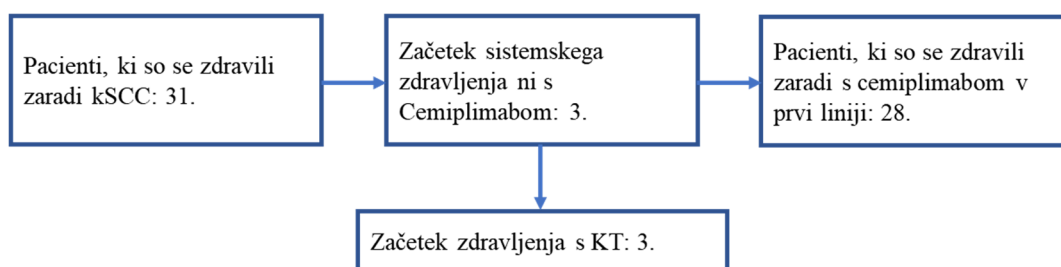 Pacienti, ki so se zdravili
zaradi kSCC: 31.
Začetek sistemskega
zdravljenja ni s
Cemiplimabom: 3.
Pacienti, ki so se zdravili
zaradi s cemiplimabom v
prvi liniji: 28.
Začetek zdravljenja s KT: 3.